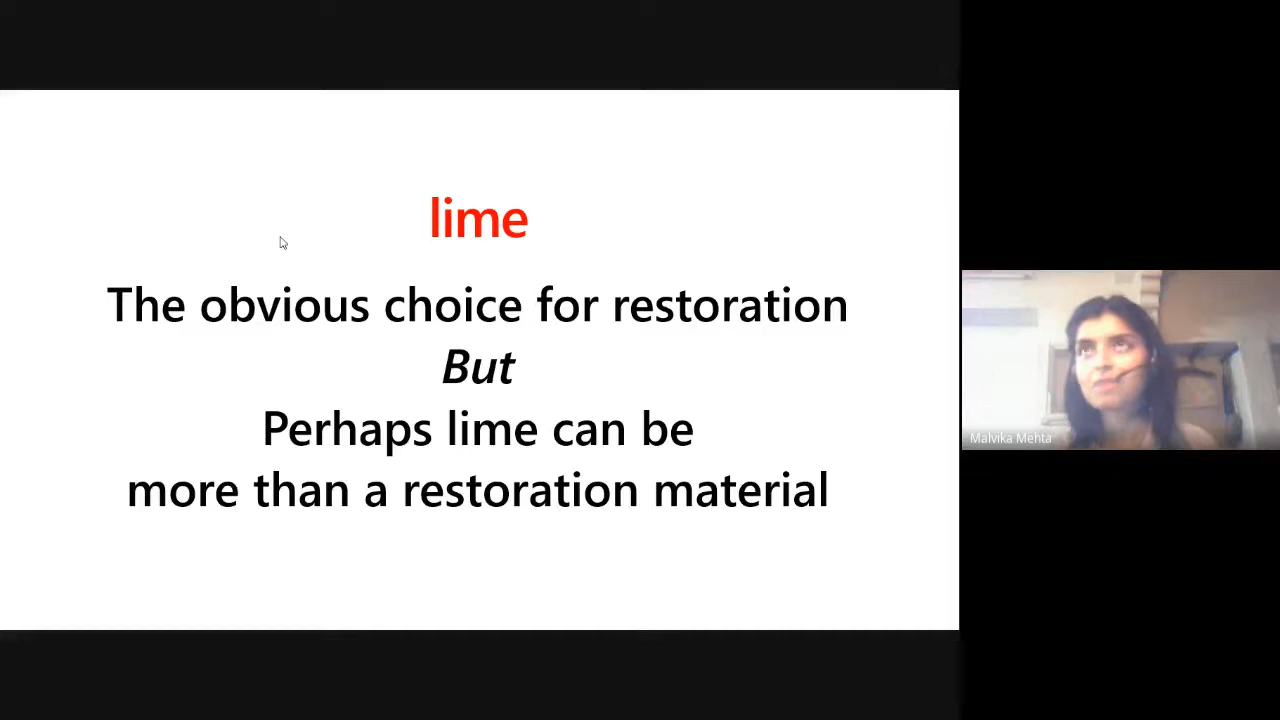 lime
The obvious choice for restoration
But
Perhaps lime can be
more than a restoration material
Malvika Mehta